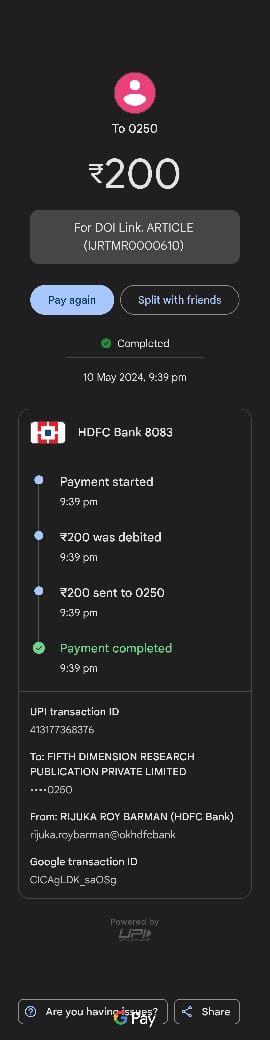 To 0250
₹200
For DOI Link. ARTICLE
(IJRTMR0000610)
Pay again
Split with friends
Completed
10 May 2024, 9:39 pm
HDFC Bank 8083
Payment started
9:39 pm
₹200 was debited
9:39 pm
₹200 sent to 0250
9:39 pm
Payment completed
9:39 pm
UPI transaction ID
413177368376
To: FIFTH DIMENSION RESEARCH
PUBLICATION PRIVATE LIMITED
••••0250
From: RIJUKA ROY BARMAN (HDFC Bank)
rijuka.roybarman@okhdfcbank
Google transaction ID
CICAgLDK_saOSg
Powered by
UPI
Are you having issues?
Share
G Pay